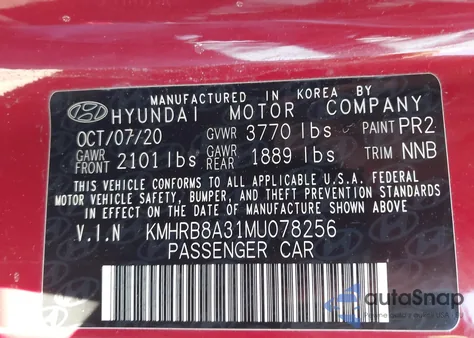 MANUFACTURED IN KOREA BY
HYUNDAI MOTOR COMPANY
OCT/07/20 GVWR 3770 lbs PAINT PR2
GAWR FRONT 2101 lbs GAWR REAR 1889 lbs TRIM NNB
THIS VEHICLE CONFORMS TO ALL APPLICABLE U.S.A. FEDERAL
MOTOR VEHICLE SAFETY, BUMPER, AND THEFT PREVENTION STANDARDS
IN EFFECT ON THE DATE OF MANUFACTURE SHOWN ABOVE.
V.I.N KMHRB8A31MU078256
PASSENGER CAR
autoSnap